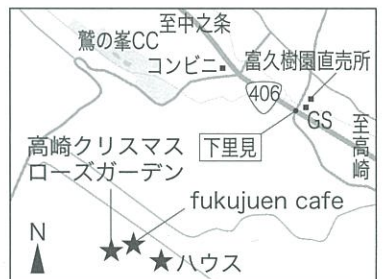 至中之条
鷲の峯CC
コンビニ
富久樹園直売所
406
GS
至高崎
下里見
高崎クリスマス
ローズガーデン
fukujuen cafe
N
ハウス